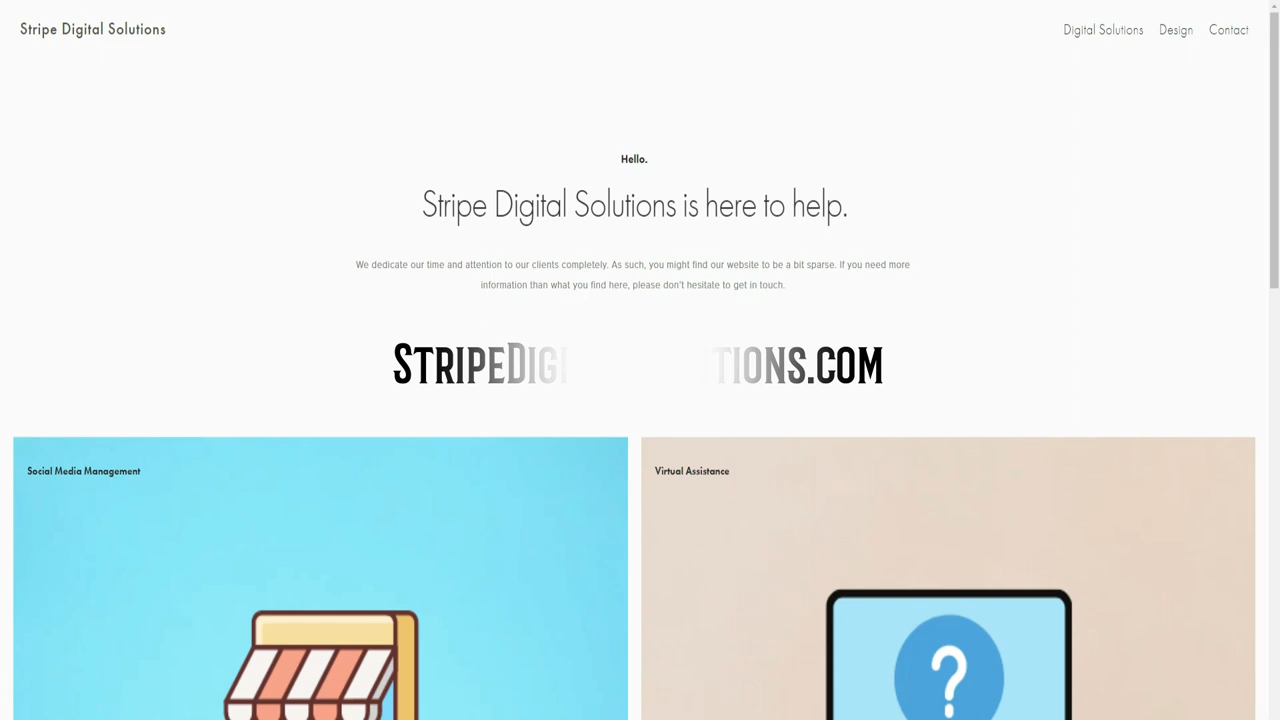 Stripe Digital Solutions
Digital Solutions Design Contact
Hello.
Stripe Digital Solutions is here to help.
We dedicate our time and attention to our clients completely. As such, you might find our website to be a bit sparse. If you need more
information than what you find here, please don't hesitate to get in touch.
STRIPEDIGI TIONS.COM
Social Media Management
Virtual Assistance
?